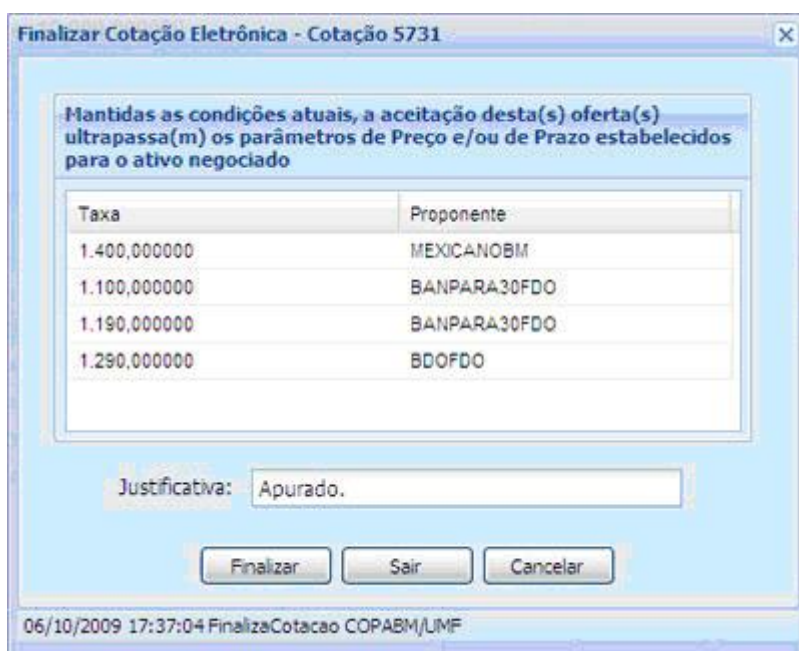 Finalizar Cotação Eletrônica - Cotação 5731
Mantidas as condições atuais, a aceitação desta(s) oferta(s)
ultrapassa(m) os parâmetros de Preço e/ou de Prazo estabelecidos
para o ativo negociado
Taxa Proponente
1.400,000000 MEXICANOBM
1.100,000000 BANPARA30FDO
1.190,000000 BANPARA30FDO
1.290,000000 BDOFDO
Justificativa: Apurado.
Finalizar Sair Cancelar
06/10/2009 17:37:04 FinalizaCotacao COPABM/UMF